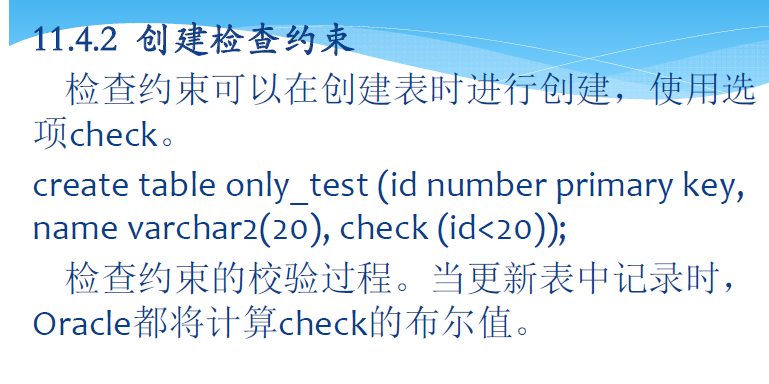 11.4.2 创建检查约束
检查约束可以在创建表时进行创建，使用选
项check。
create table only_test (id number primary key,
name varchar2(20), check (id<20));
检查约束的校验过程。当更新表中记录时，
Oracle都将计算check的布尔值。